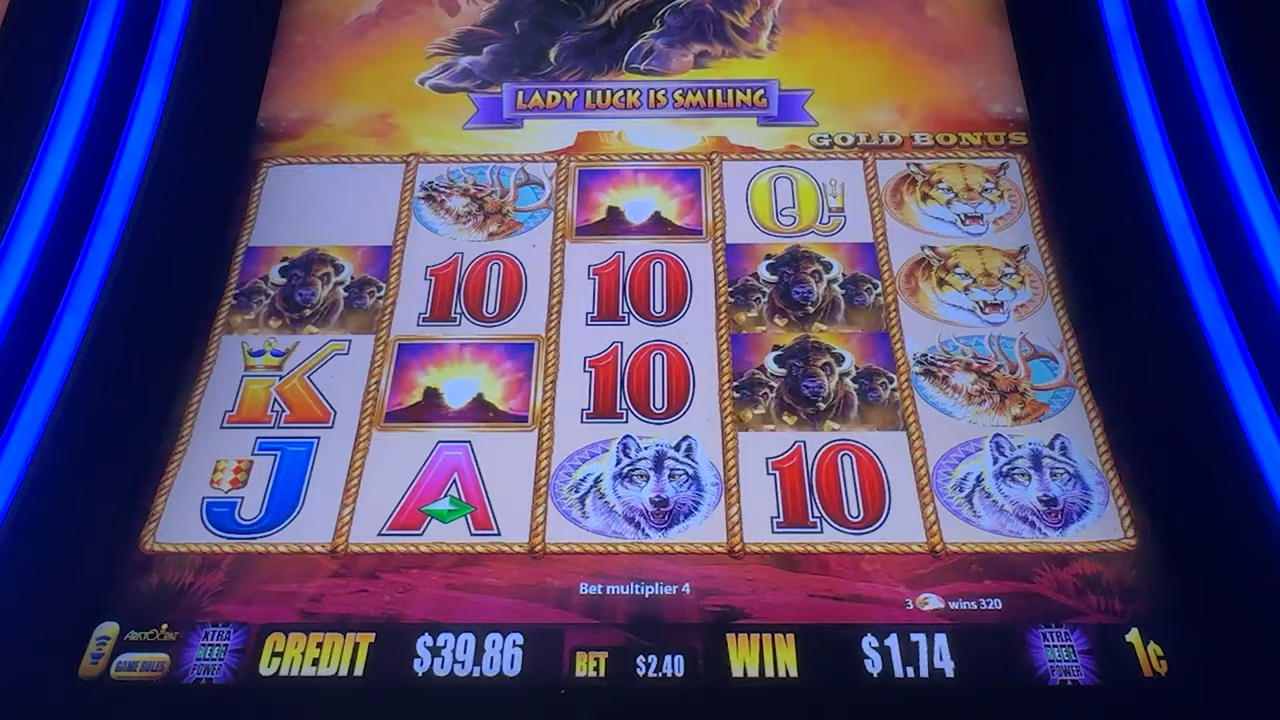 LADY LUCK IS SMILING
GOLD BONUS
Q
10
10
K
10
J
A
10
Bet multiplier 4
3 wins 320
ARISTOCRAT
GAME RULES
XTRA
REEL
POWER
CREDIT $39.86
BET $2.40
WIN $1.74
XTRA
REEL
POWER
1¢